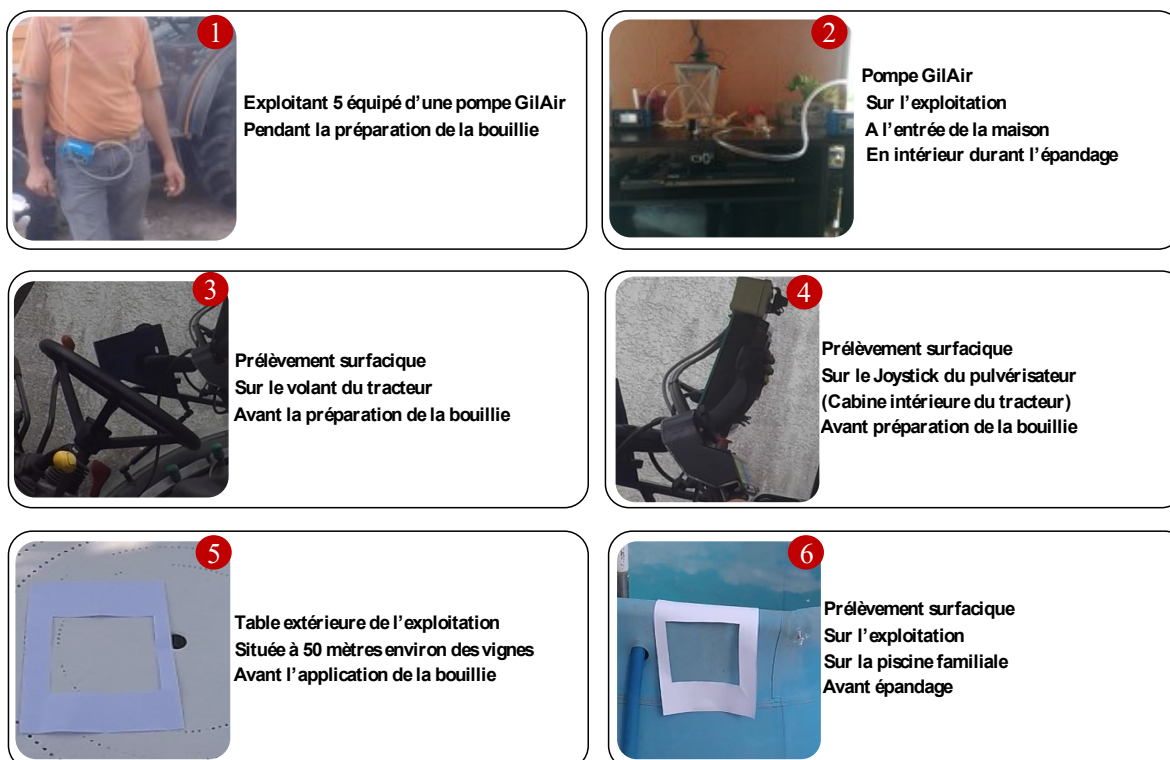 1
Exploitant 5 équipé d'une pompe GilAir
Pendant la préparation de la bouillie
2
Pompe GilAir
Sur l'exploitation
A l'entrée de la maison
En intérieur durant l'épandage
3
Prélèvement surfacique
Sur le volant du tracteur
Avant la préparation de la bouillie
4
Prélèvement surfacique
Sur le Joystick du pulvérisateur
(Cabine intérieure du tracteur)
Avant préparation de la bouillie
5
Table extérieure de l'exploitation
Située à 50 mètres environ des vignes
Avant l'application de la bouillie
6
Prélèvement surfacique
Sur l'exploitation
Sur la piscine familiale
Avant épandage